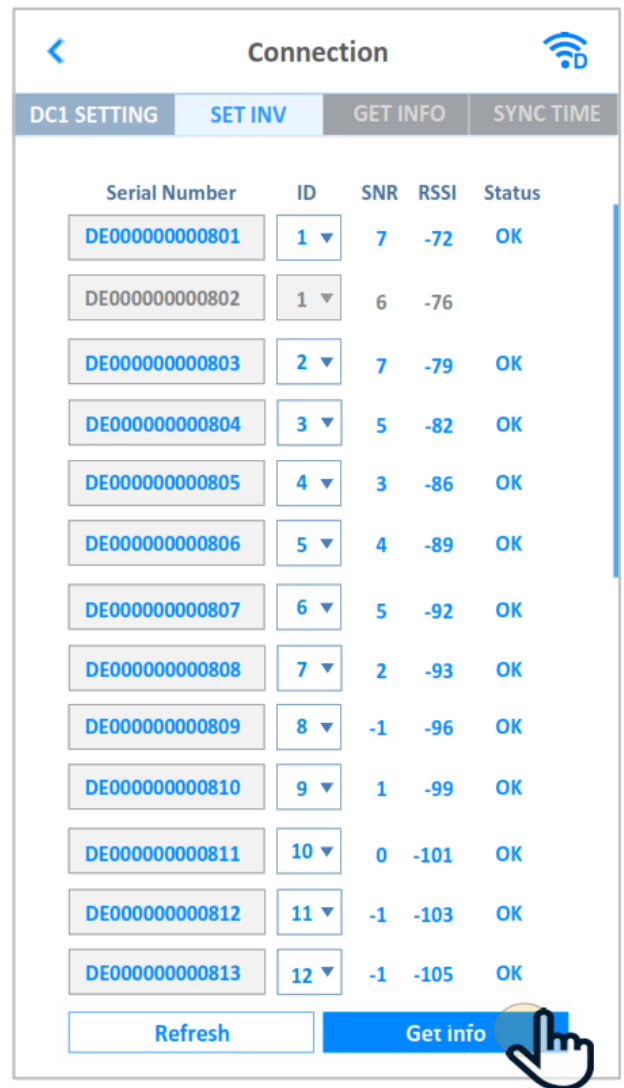 Connection
D
DC1 SETTING SET INV GET INFO SYNC TIME
Serial Number ID SNR RSSI Status
DE000000000801 1 7 -72 OK
DE000000000802 1 6 -76
DE000000000803 2 7 -79 OK
DE000000000804 3 5 -82 OK
DE000000000805 4 3 -86 OK
DE000000000806 5 4 -89 OK
DE000000000807 6 5 -92 OK
DE000000000808 7 2 -93 OK
DE000000000809 8 -1 -96 OK
DE000000000810 9 1 -99 OK
DE000000000811 10 0 -101 OK
DE000000000812 11 -1 -103 OK
DE000000000813 12 -1 -105 OK
Refresh Get info